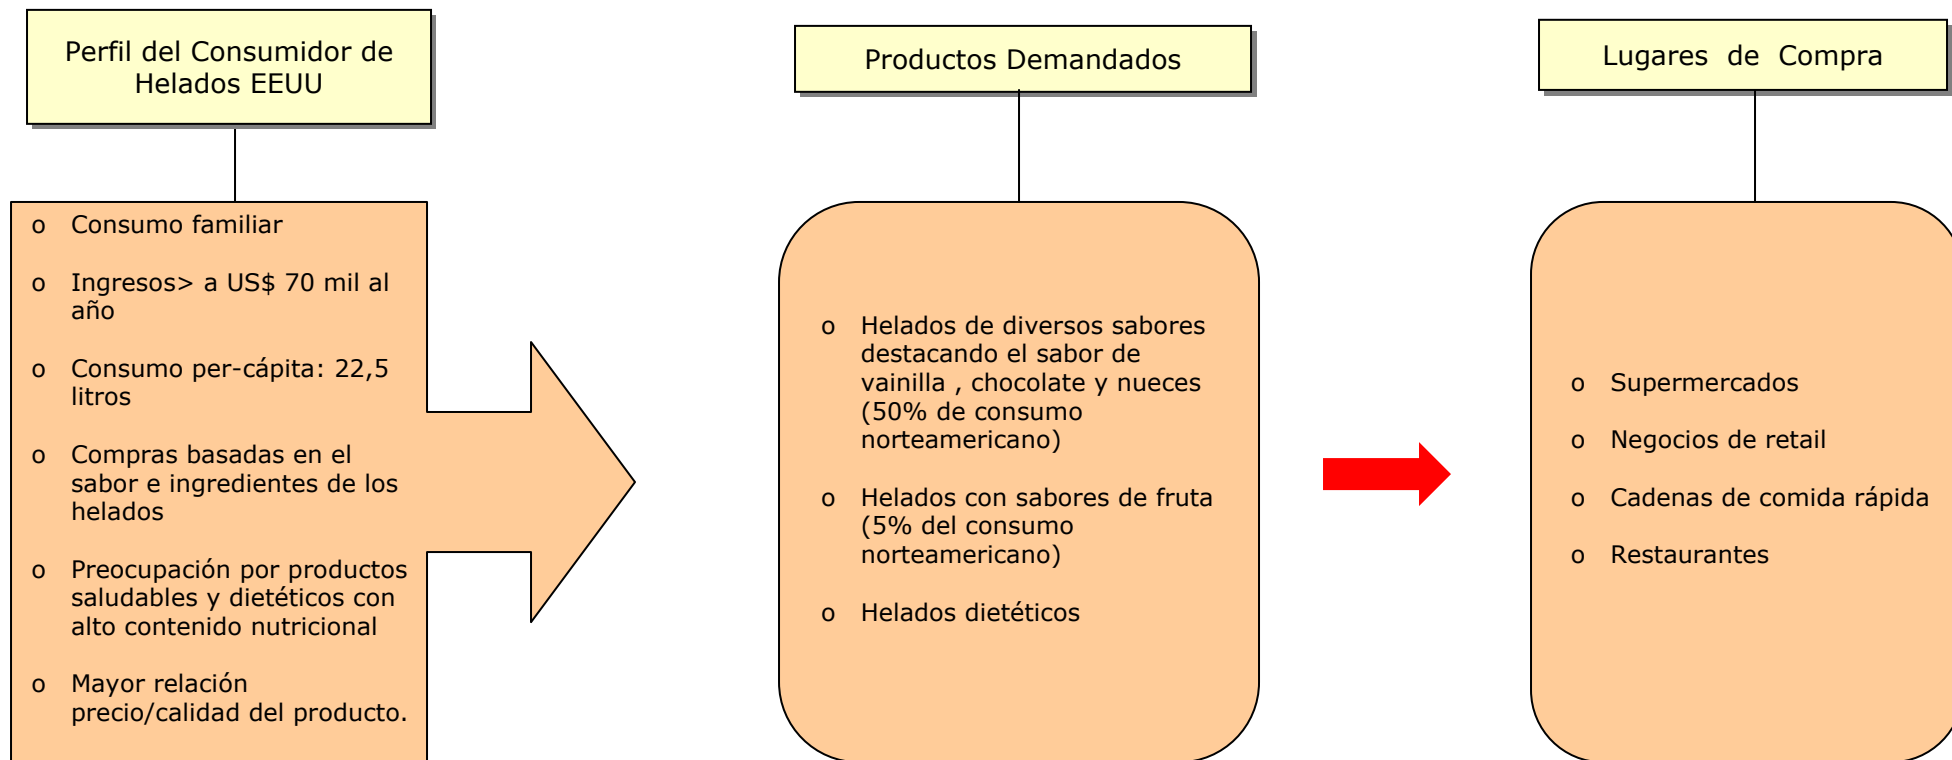 Perfil del Consumidor de
Helados EEUU
o Consumo familiar
o Ingresos> a US$ 70 mil al
año
o Consumo per-cápita: 22,5
litros
o Compras basadas en el
sabor e ingredientes de los
helados
o Preocupación por productos
saludables y dietéticos con
alto contenido nutricional
o Mayor relación
precio/calidad del producto.
Productos Demandados
o Helados de diversos sabores
destacando el sabor de
vainilla , chocolate y nueces
(50% de consumo
norteamericano)
o Helados con sabores de fruta
(5% del consumo
norteamericano)
o Helados dietéticos
Lugares de Compra
o Supermercados
o Negocios de retail
o Cadenas de comida rápida
o Restaurantes